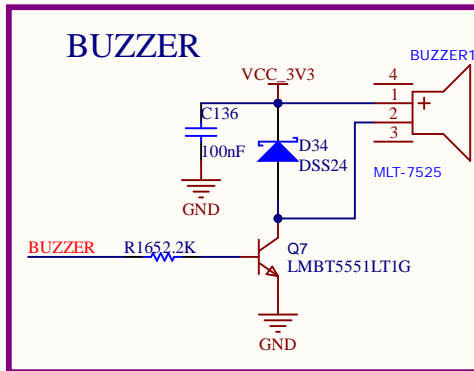 BUZZER
BUZZER1
VCC_3V3
4
1
2
3
C136
100nF
D34
DSS24
MLT-7525
GND
BUZZER
R165 2.2K
Q7
LMBT5551LT1G
GND